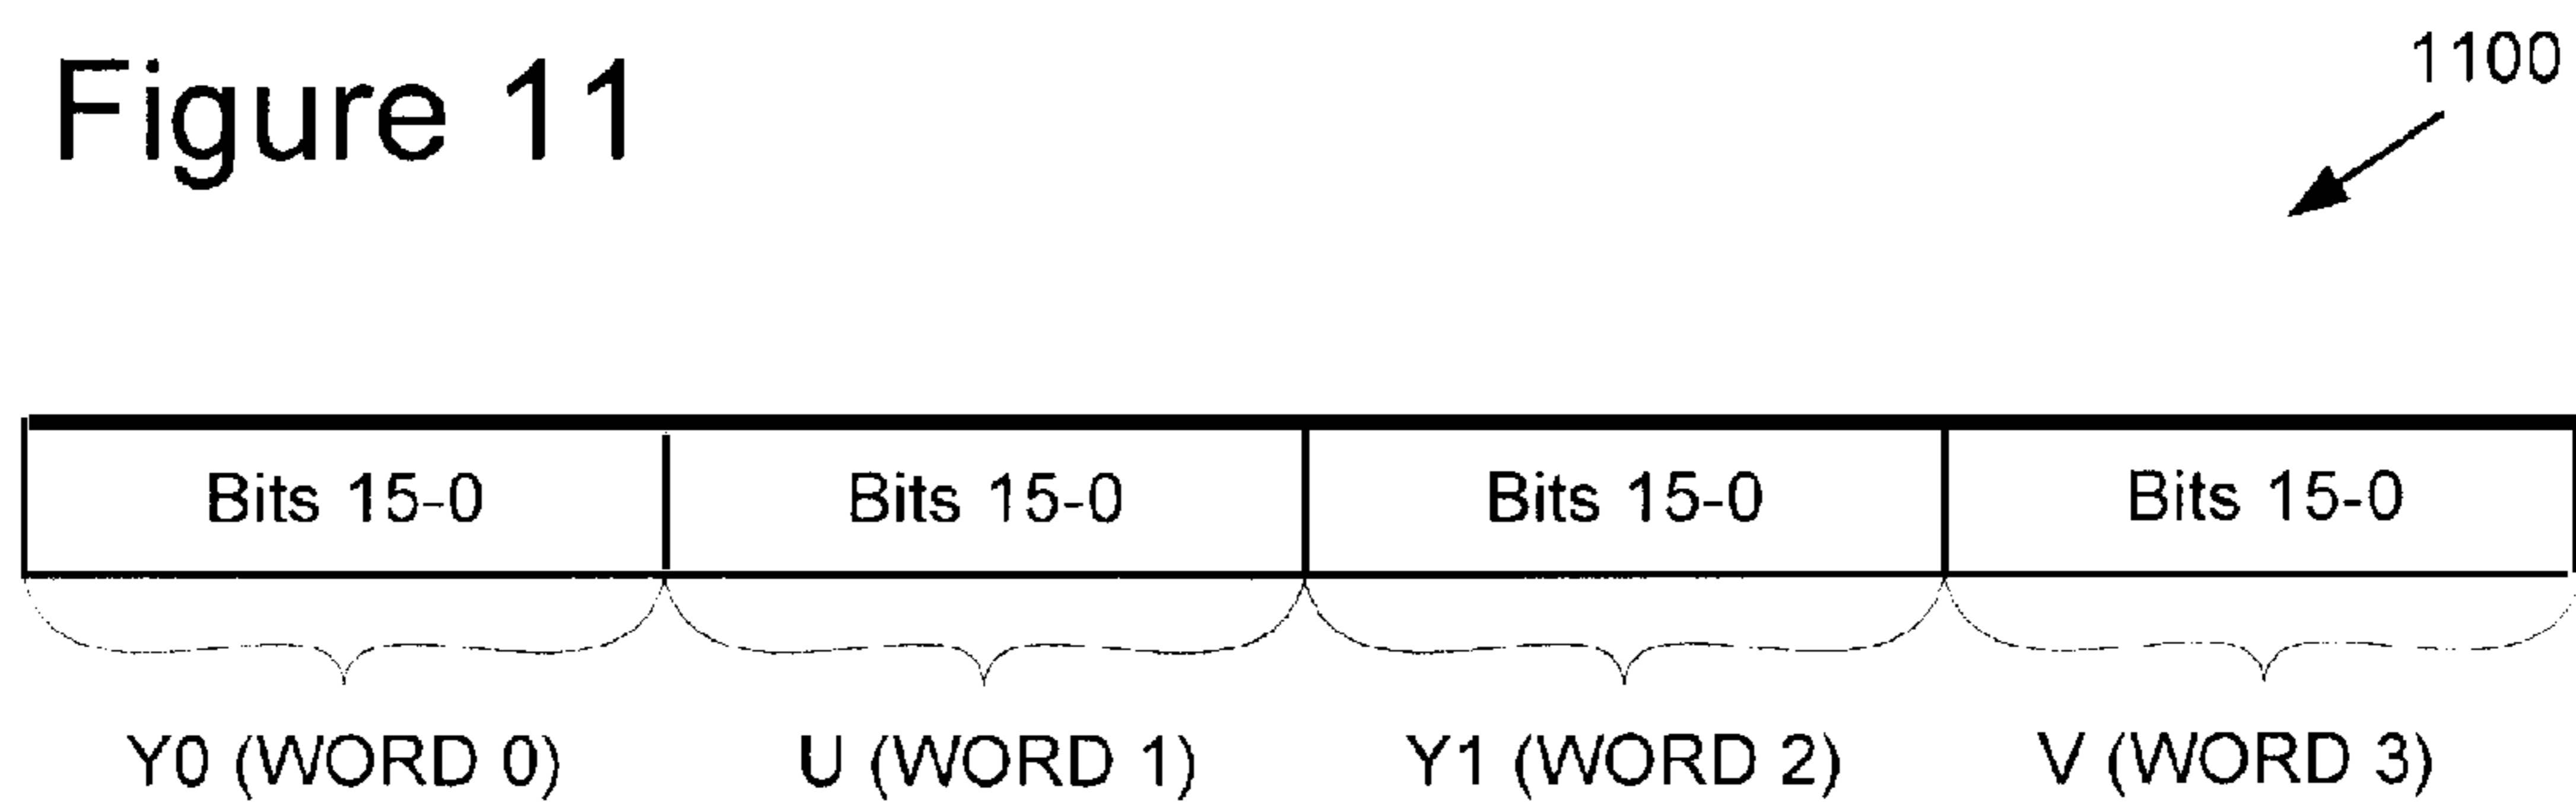 Figure 11
1100
Bits 15-0 Bits 15-0 Bits 15-0 Bits 15-0
Y0 (WORD 0) U (WORD 1) Y1 (WORD 2) V (WORD 3)